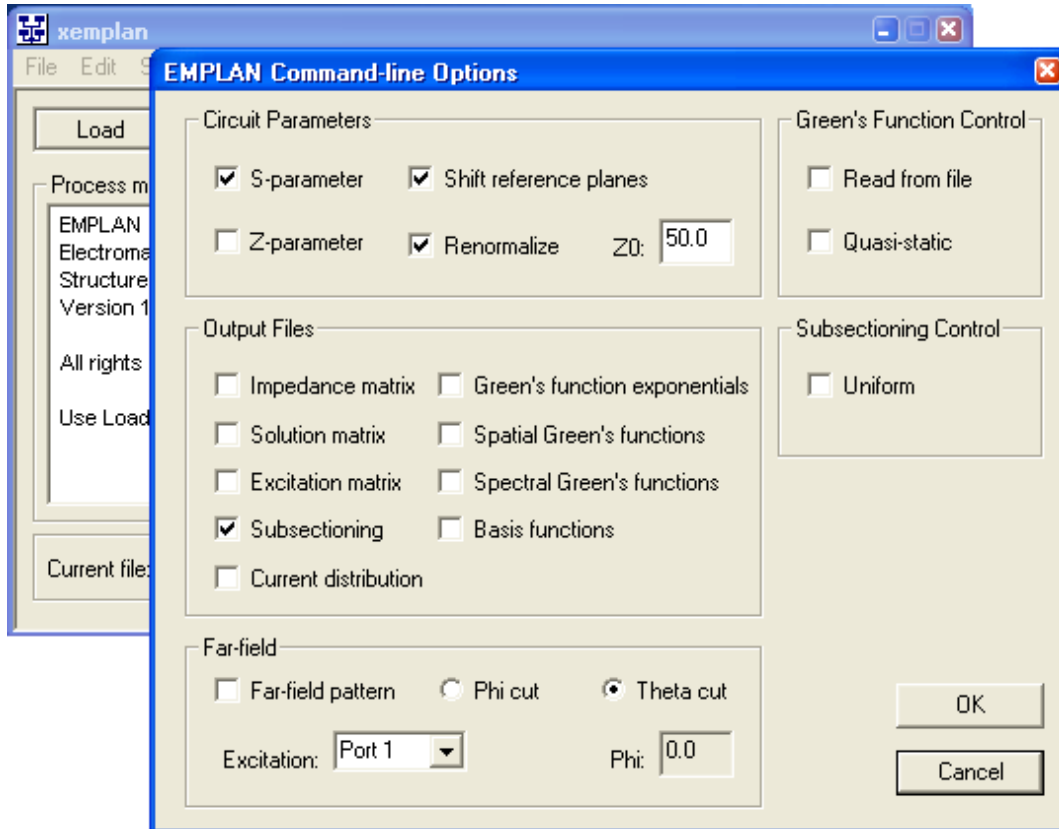 xemplan
File Edit S
EMPLAN Command-line Options
Load
Process m
EMPLAN
Electroma
Structure
Version 1
All rights
Use Load
Current file:
Circuit Parameters
S-parameter Shift reference planes
Z-parameter Renormalize Z0: 50.0
Green's Function Control
Read from file
Quasi-static
Output Files
Impedance matrix Green's function exponentials
Solution matrix Spatial Green's functions
Excitation matrix Spectral Green's functions
Subsectioning Basis functions
Current distribution
Subsectioning Control
Uniform
Far-field
Far-field pattern Phi cut Theta cut
Excitation: Port 1 Phi: 0.0
OK
Cancel